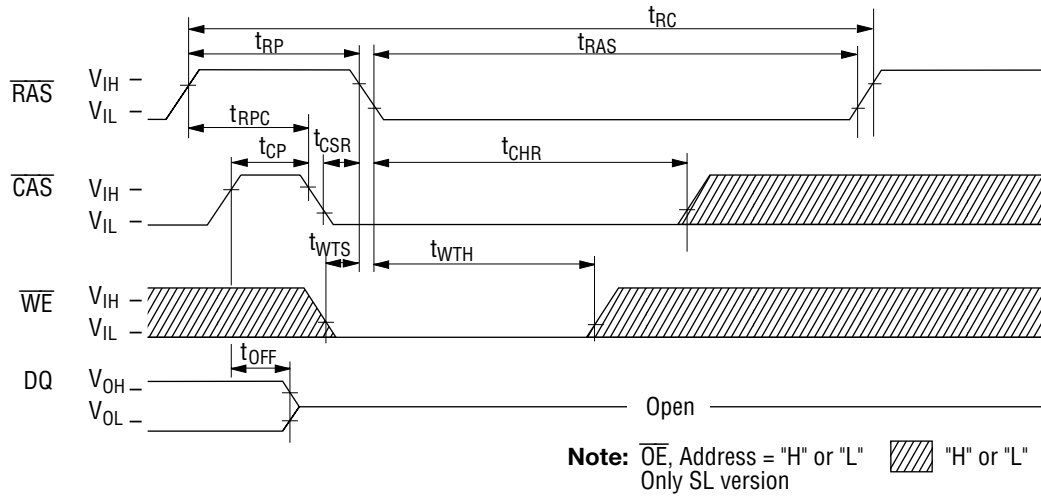 tRC
tRP
tRAS
RAS
VIH
VIL
tRPC
tCP
tCSR
tCHR
CAS
VIH
VIL
tWTS
tWTH
WE
VIH
VIL
tOFF
DQ
VOH
VOL
Open
Note: OE, Address = "H" or "L" "H" or "L"
Only SL version